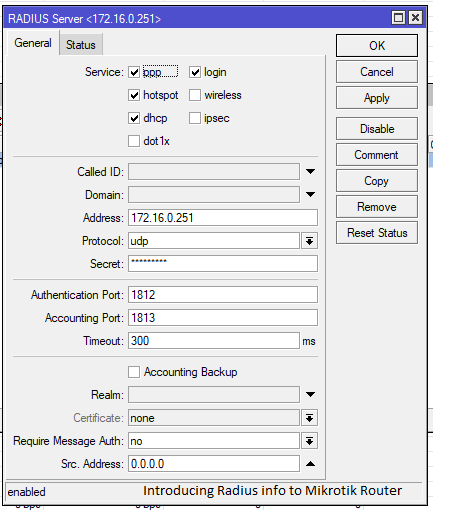 RADIUS Server <172.16.0.251>
General Status
OK
Cancel
Apply
Disable
Comment
Copy
Remove
Reset Status
Service: ppp login
hotspot wireless
dhcp ipsec
dot1x
Called ID:
Domain:
Address: 172.16.0.251
Protocol: udp
Secret: *********
Authentication Port: 1812
Accounting Port: 1813
Timeout: 300 ms
Accounting Backup
Realm:
Certificate: none
Require Message Auth: no
Src. Address: 0.0.0.0
enabled
Introducing Radius info to Mikrotik Router